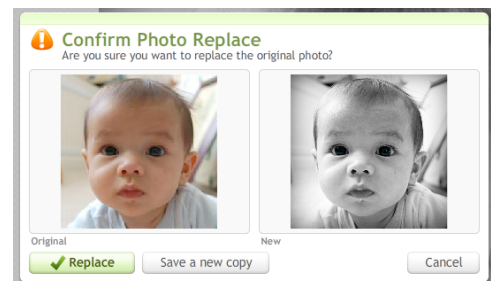 Confirm Photo Replace
Are you sure you want to replace the original photo?
Original
New
Replace
Save a new copy
Cancel